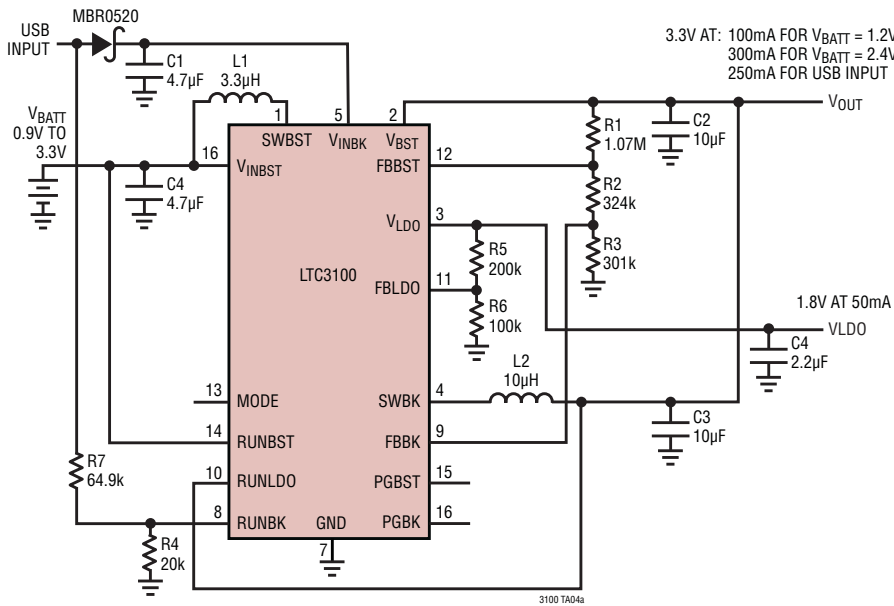 USB
INPUT
MBR0520
C1
4.7µF
L1
3.3µH
3.3V AT: 100mA FOR VBATT = 1.2V
300mA FOR VBATT = 2.4V
250mA FOR USB INPUT
VBATT
0.9V TO
3.3V
1
5
2
SWBST
VINBK
VBST
16
VINBST
C4
4.7µF
FBBST
12
R1
1.07M
C2
10µF
VOUT
R2
324k
VLDO
3
R5
200k
R3
301k
LTC3100
FBLDO
11
R6
100k
1.8V AT 50mA
VLDO
C4
2.2µF
L2
10µH
13
MODE
SWBK
4
14
RUNBST
FBBK
9
C3
10µF
R7
64.9k
10
RUNLDO
PGBST
15
8
RUNBK
GND
PGBK
16
7
R4
20k
3100 TA04a